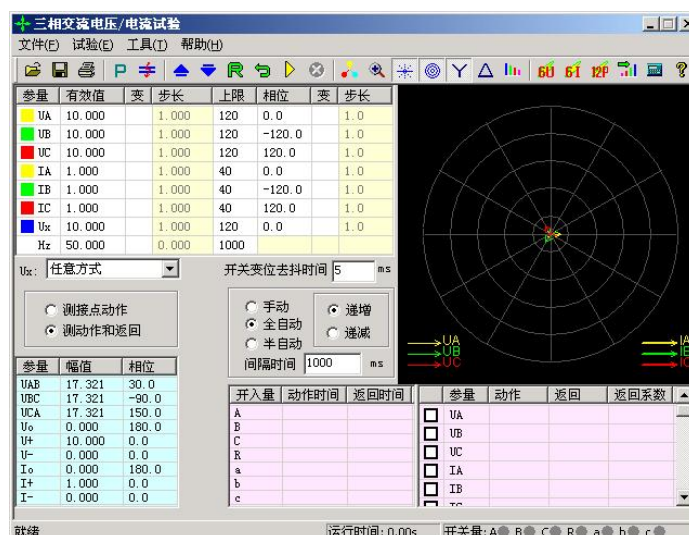 三相交流电压/电流试验
文件(F) 试验(E) 工具(T) 帮助(H)
P R 6U 6I 12P
参量 有效值 变 步长 上限 相位 变 步长
UA 10.000 1.000 120 0.0 1.0
UB 10.000 1.000 120 -120.0 1.0
UC 10.000 1.000 120 120.0 1.0
IA 1.000 1.000 40 0.0 1.0
IB 1.000 1.000 40 -120.0 1.0
IC 1.000 1.000 40 120.0 1.0
Ux 10.000 1.000 120 0.0 1.0
Hz 50.000 0.000 1000
Ux: 任意方式 开关变位去抖时间 5 ms
测接点动作
测动作和返回
手动
全自动
半自动
递增
递减
间隔时间 1000 ms
UA
UB
UC
IA
IB
IC
参量 幅值 相位
UAB 17.321 30.0
UBC 17.321 -90.0
UCA 17.321 150.0
Uo 0.000 180.0
U+ 10.000 0.0
U- 0.000 0.0
Io 0.000 180.0
I+ 1.000 0.0
I- 0.000 0.0
开入量 动作时间 返回时间
A
B
C
R
a
b
c
参量 动作 返回 返回系数
UA
UB
UC
IA
IB
就绪 运行时间: 0.00s 开关量: A B C R a b c